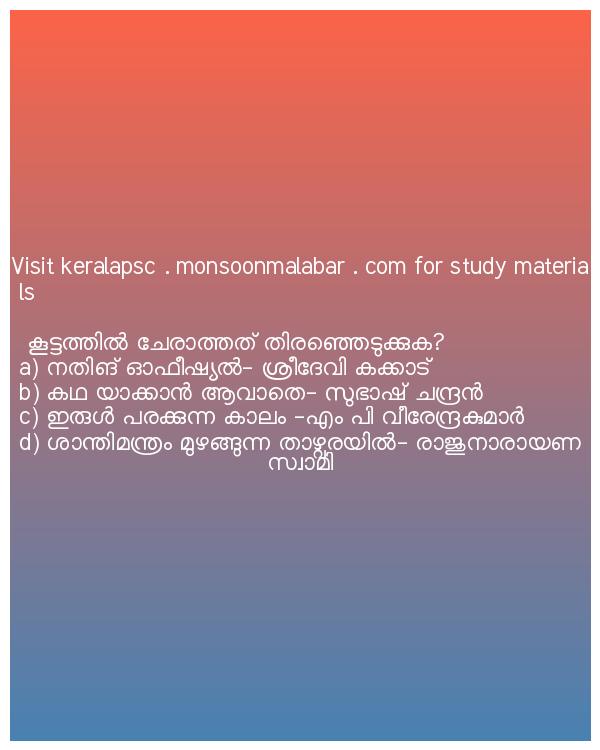 Visit keralapsc . monsoonmalabar . com for study materia
ls
കൂട്ടത്തിൽ ചേരാത്തത് തിരഞ്ഞെടുക്കുക?
a) നതിങ് ഓഫീഷ്യൽ- ശ്രീദേവി കക്കാട്
b) കഥ യാക്കാൻ ആവാതെ- സുഭാഷ് ചന്ദ്രൻ
c) ഇരുൾ പരക്കുന്ന കാലം -എം പി വീരേന്ദ്രകുമാർ
d) ശാന്തിമന്ത്രം മുഴങ്ങുന്ന താഴ്വരയിൽ- രാജുനാരായണ
സ്വാമി